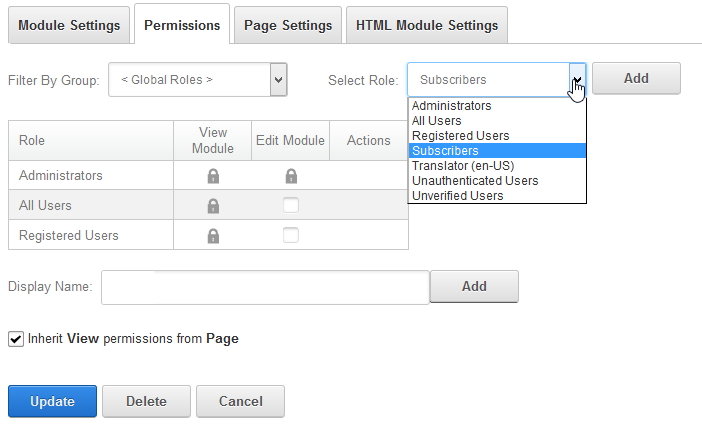 Module Settings Permissions Page Settings HTML Module Settings
Filter By Group: < Global Roles > Select Role: Subscribers Add
Administrators
All Users
Registered Users
Subscribers
Translator (en-US)
Unauthenticated Users
Unverified Users
Role View Module Edit Module Actions
Administrators
All Users
Registered Users
Display Name: Add
Inherit View permissions from Page
Update Delete Cancel